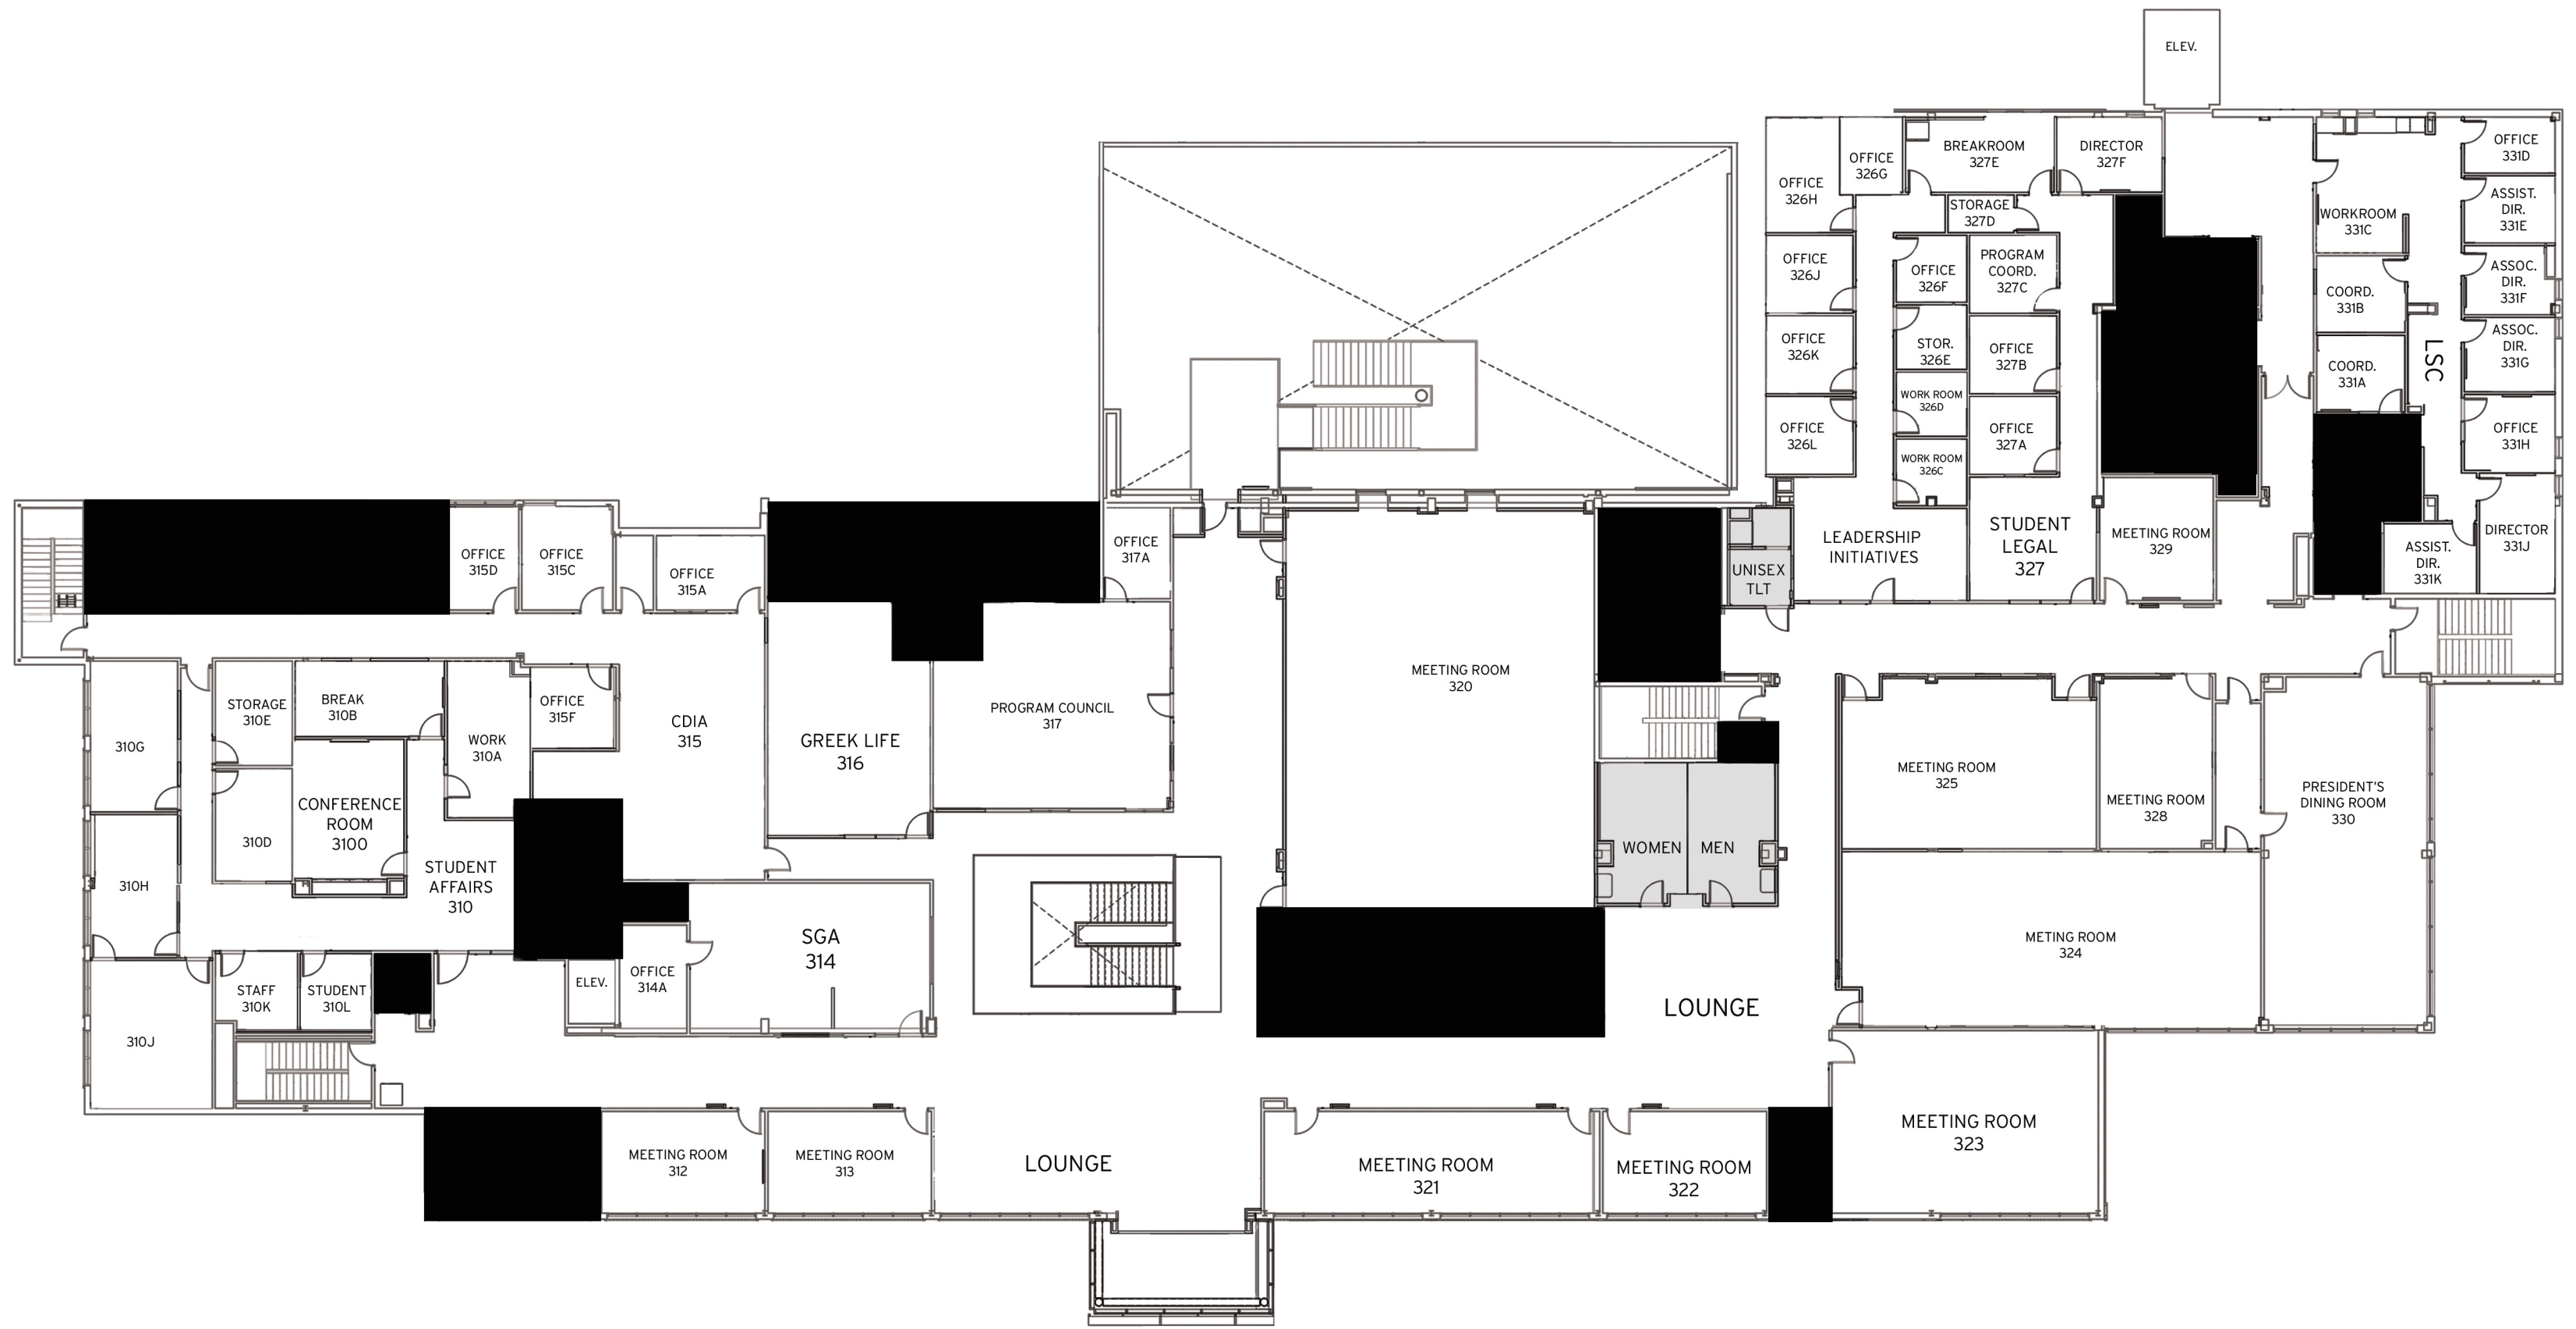 ELEV.
OFFICE
326H
OFFICE
326G
BREAKROOM
327E
DIRECTOR
327F
STORAGE
327D
OFFICE
326J
OFFICE
326F
PROGRAM
COORD.
327C
OFFICE
326K
STOR.
326E
OFFICE
327B
WORK ROOM
326D
OFFICE
326L
WORK ROOM
326C
OFFICE
327A
LEADERSHIP
INITIATIVES
STUDENT
LEGAL
327
MEETING ROOM
329
UNISEX
TLT
WORKROOM
331C
COORD.
331B
COORD.
331A
LSC
OFFICE
331D
ASSIST.
DIR.
331E
ASSOC.
DIR.
331F
ASSOC.
DIR.
331G
OFFICE
331H
DIRECTOR
331J
ASSIST.
DIR.
331K
OFFICE
315D
OFFICE
315C
OFFICE
315A
OFFICE
317A
310G
STORAGE
310E
BREAK
310B
WORK
310A
OFFICE
315F
CDIA
315
GREEK LIFE
316
PROGRAM COUNCIL
317
MEETING ROOM
320
310H
310D
CONFERENCE
ROOM
3100
STUDENT
AFFAIRS
310
WOMEN
MEN
MEETING ROOM
325
MEETING ROOM
328
PRESIDENT'S
DINING ROOM
330
310J
STAFF
310K
STUDENT
310L
ELEV.
OFFICE
314A
SGA
314
LOUNGE
METING ROOM
324
MEETING ROOM
312
MEETING ROOM
313
LOUNGE
MEETING ROOM
321
MEETING ROOM
322
MEETING ROOM
323